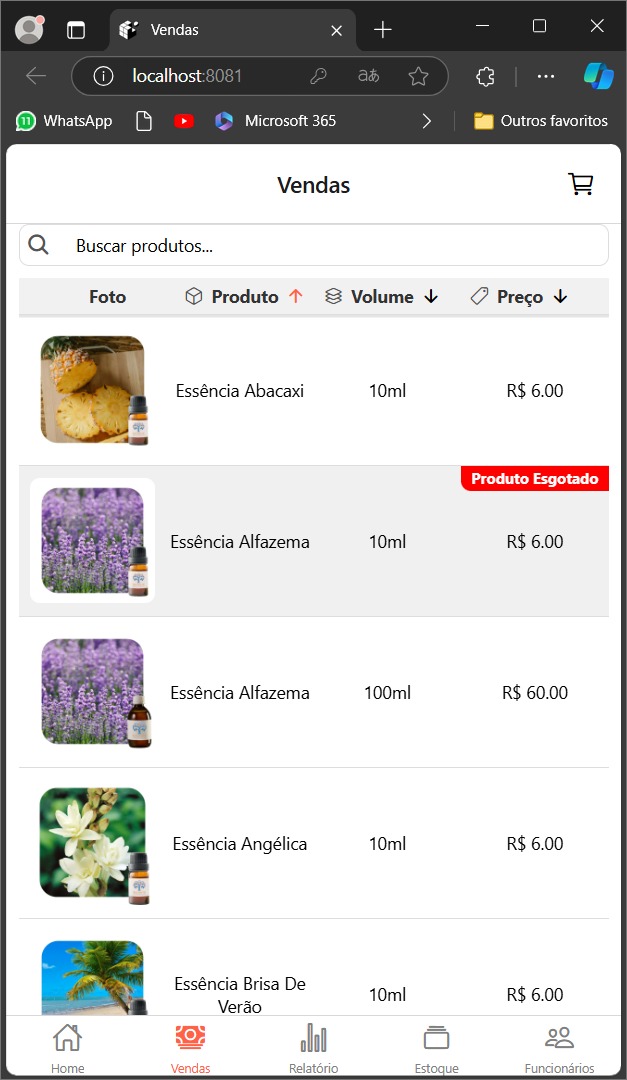 Vendas
localhost:8081
aあ
11 WhatsApp
Microsoft 365
Outros favoritos
Vendas
Buscar produtos...
Foto Produto Volume Preço
Essência Abacaxi 10ml R$ 6.00
Produto Esgotado
Essência Alfazema 10ml R$ 6.00
Essência Alfazema 100ml R$ 60.00
Essência Angélica 10ml R$ 6.00
Essência Brisa De
Verão 10ml R$ 6.00
Home Vendas Relatório Estoque Funcionários